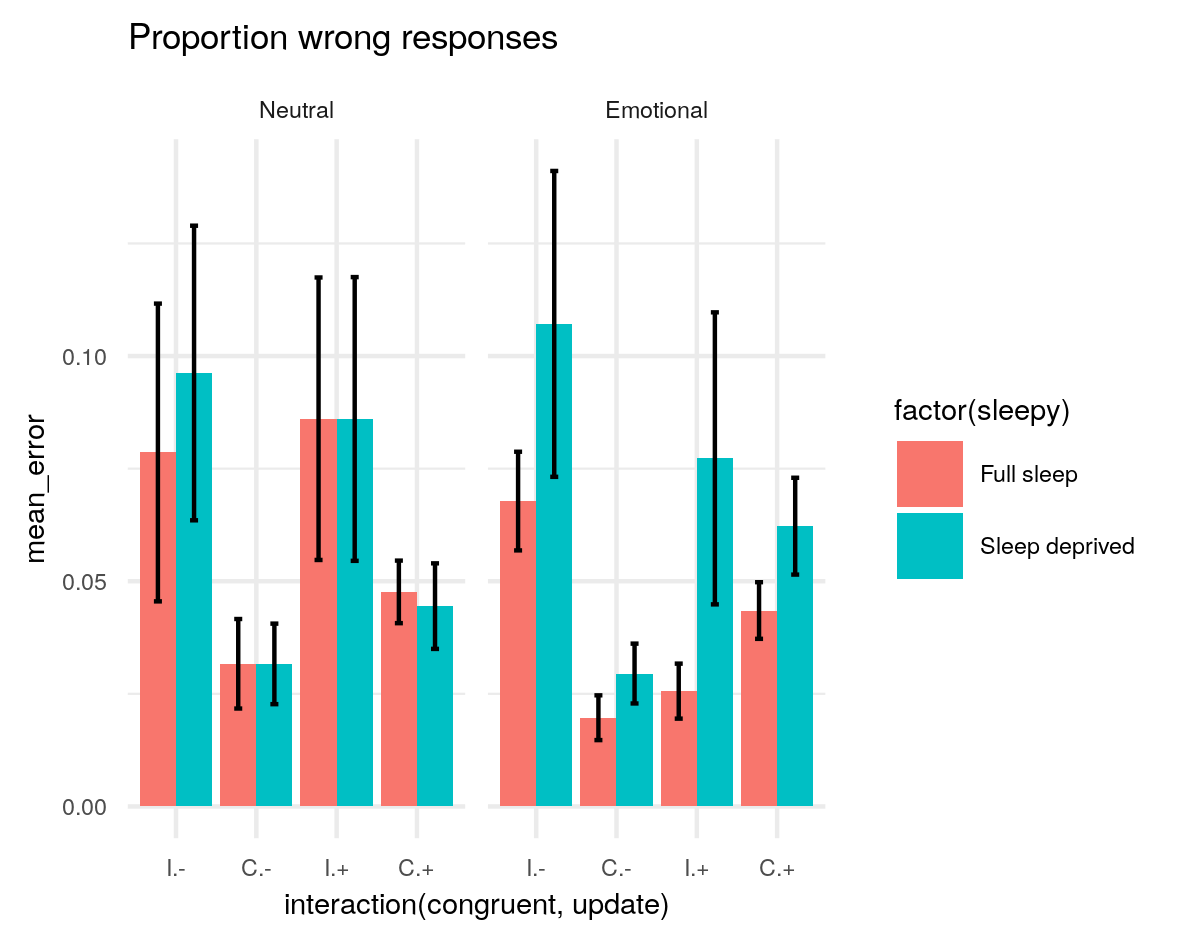 Proportion wrong responses
Neutral
Emotional
mean_error
0.10
0.05
0.00
I.-
C.-
I.+
C.+
I.-
C.-
I.+
C.+
interaction(congruent, update)
factor(sleepy)
Full sleep
Sleep deprived